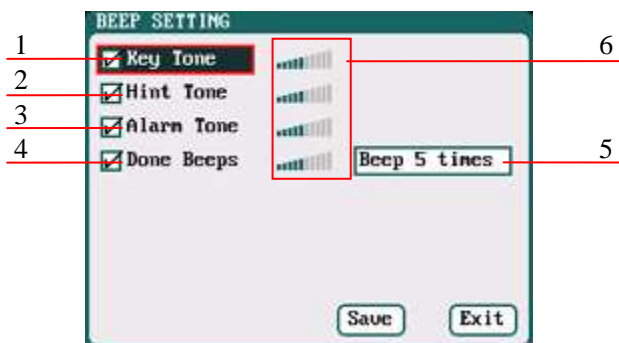 BEEP SETTING
1 Key Tone 6
2 Hint Tone
3 Alarm Tone
4 Done Beeps Beep 5 times 5
Save Exit